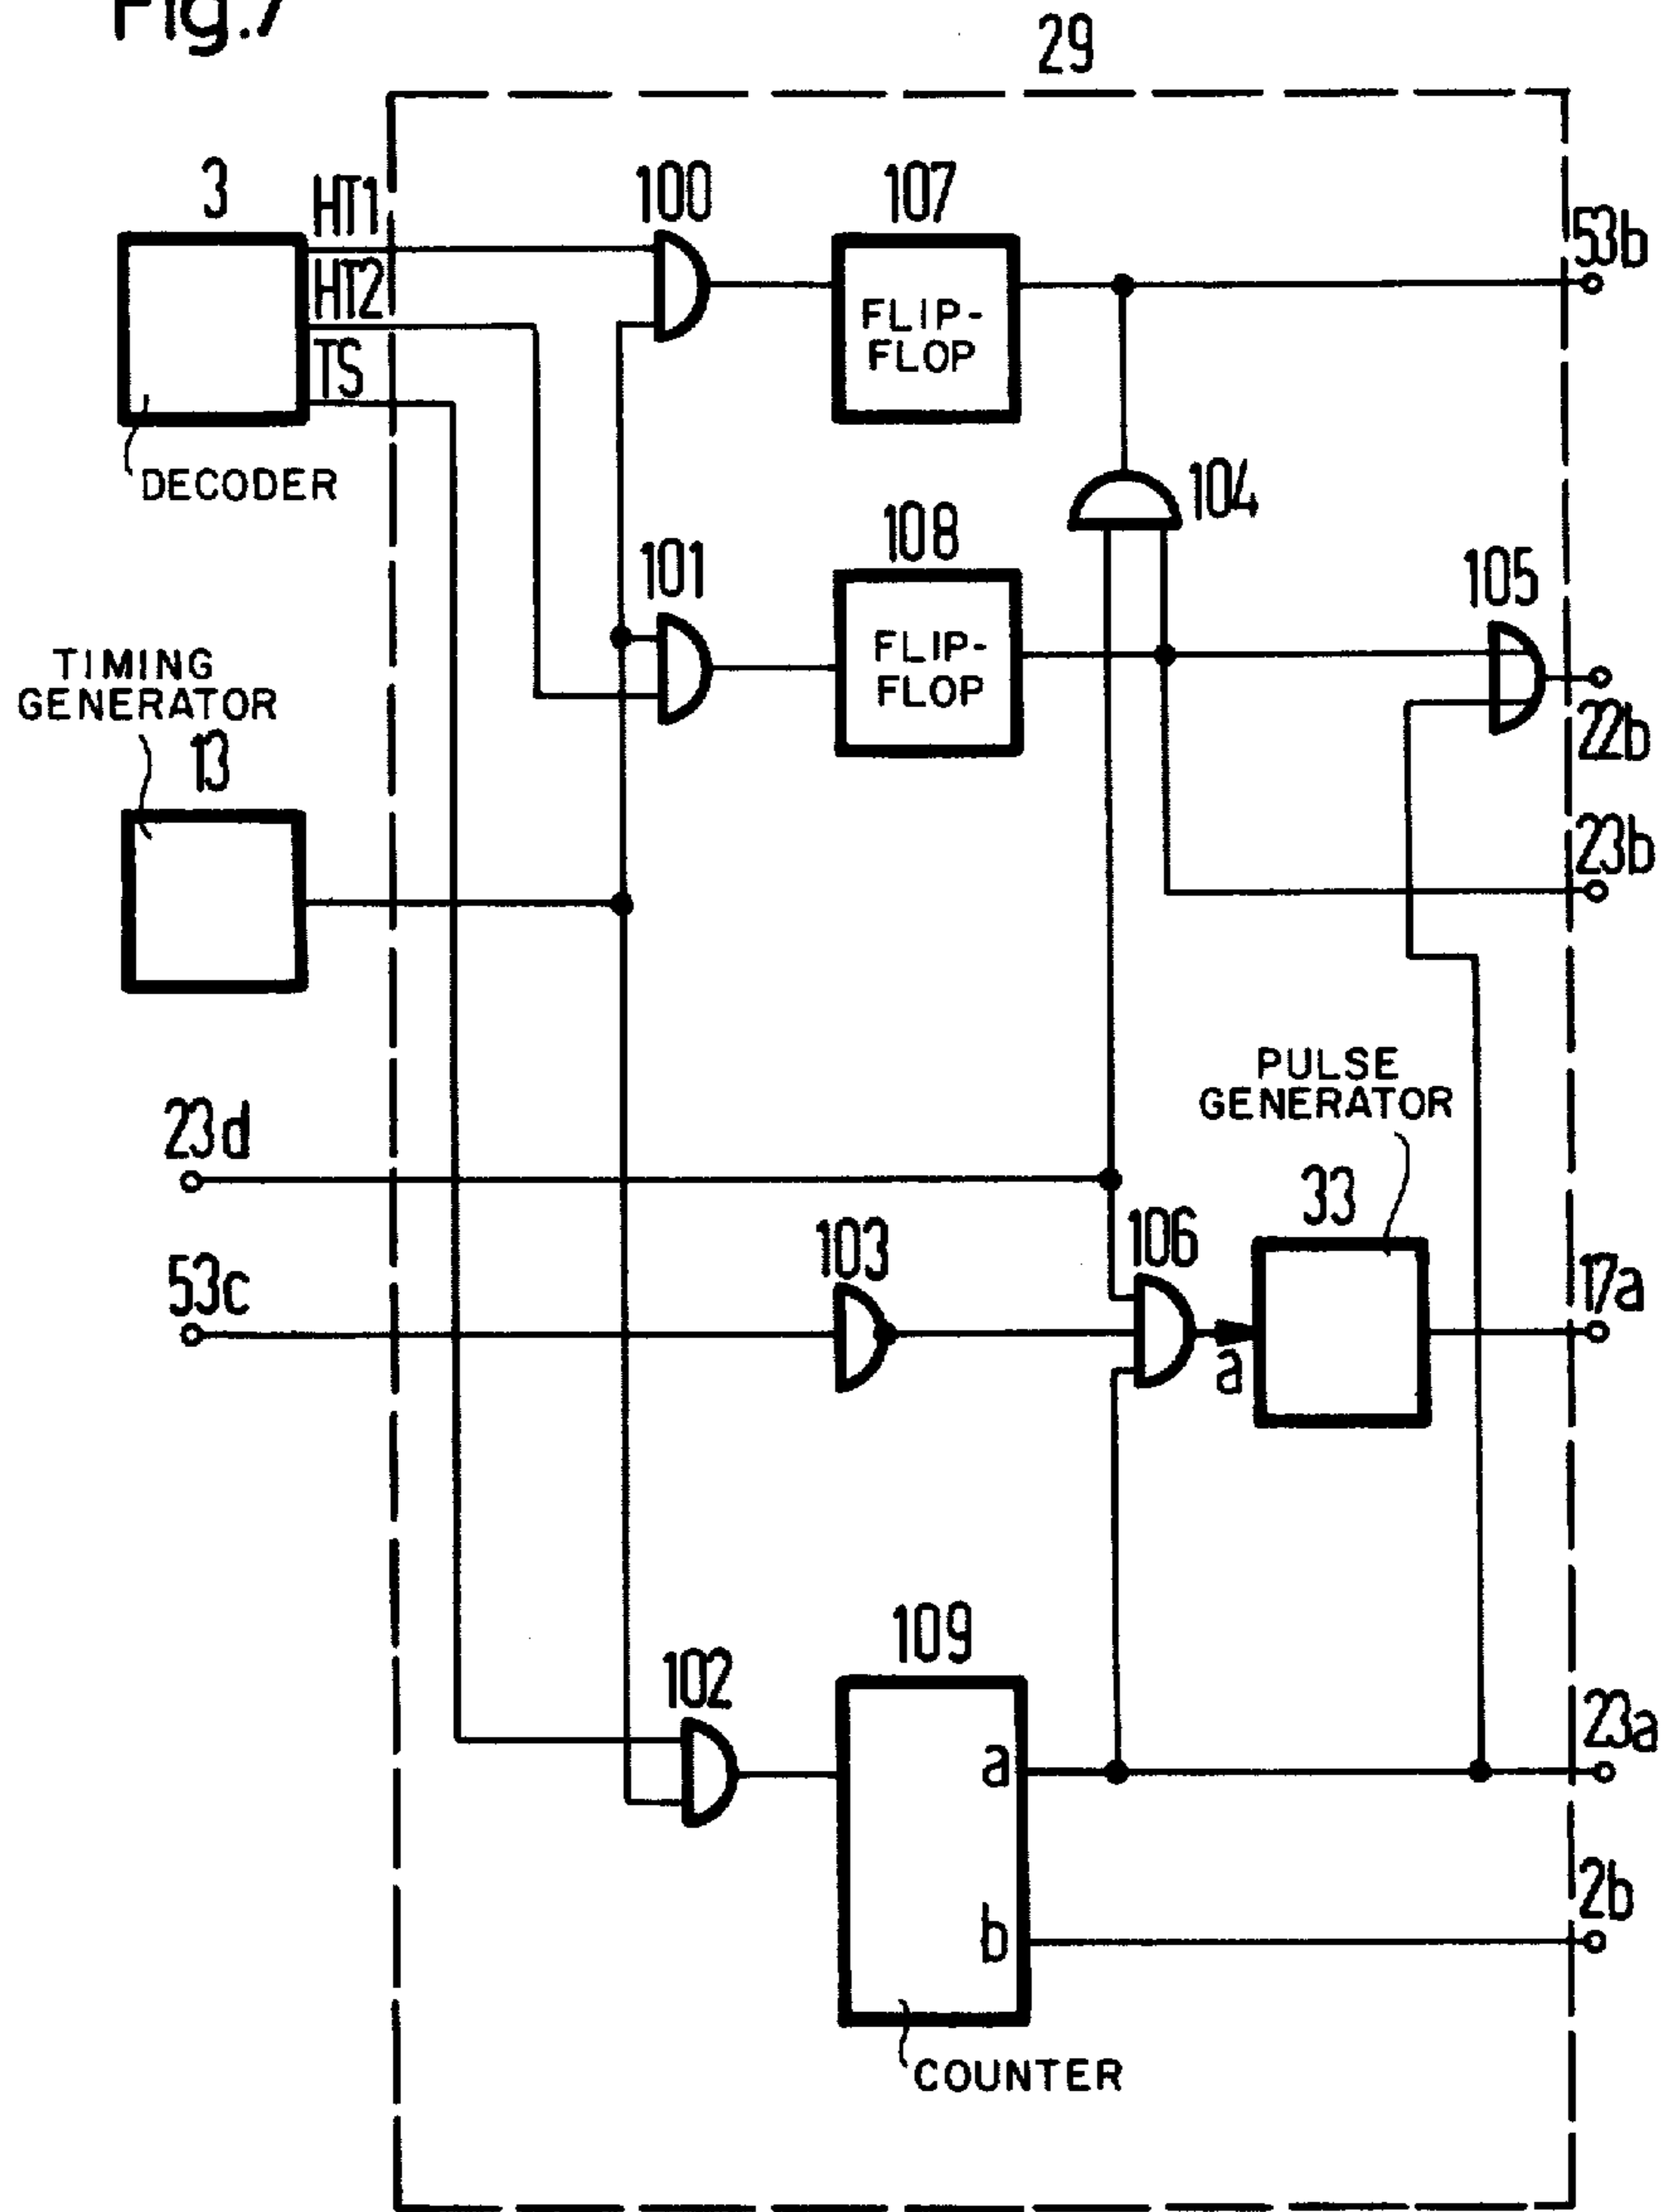 Fig.7
29
3
HT1
HT2
TS
DECODER
100
107
FLIP-
FLOP
53b
104
101
108
FLIP-
FLOP
105
22b
TIMING
GENERATOR
13
23b
PULSE
GENERATOR
23d
33
103
106
53c
a
17a
109
102
a
23a
b
2b
COUNTER